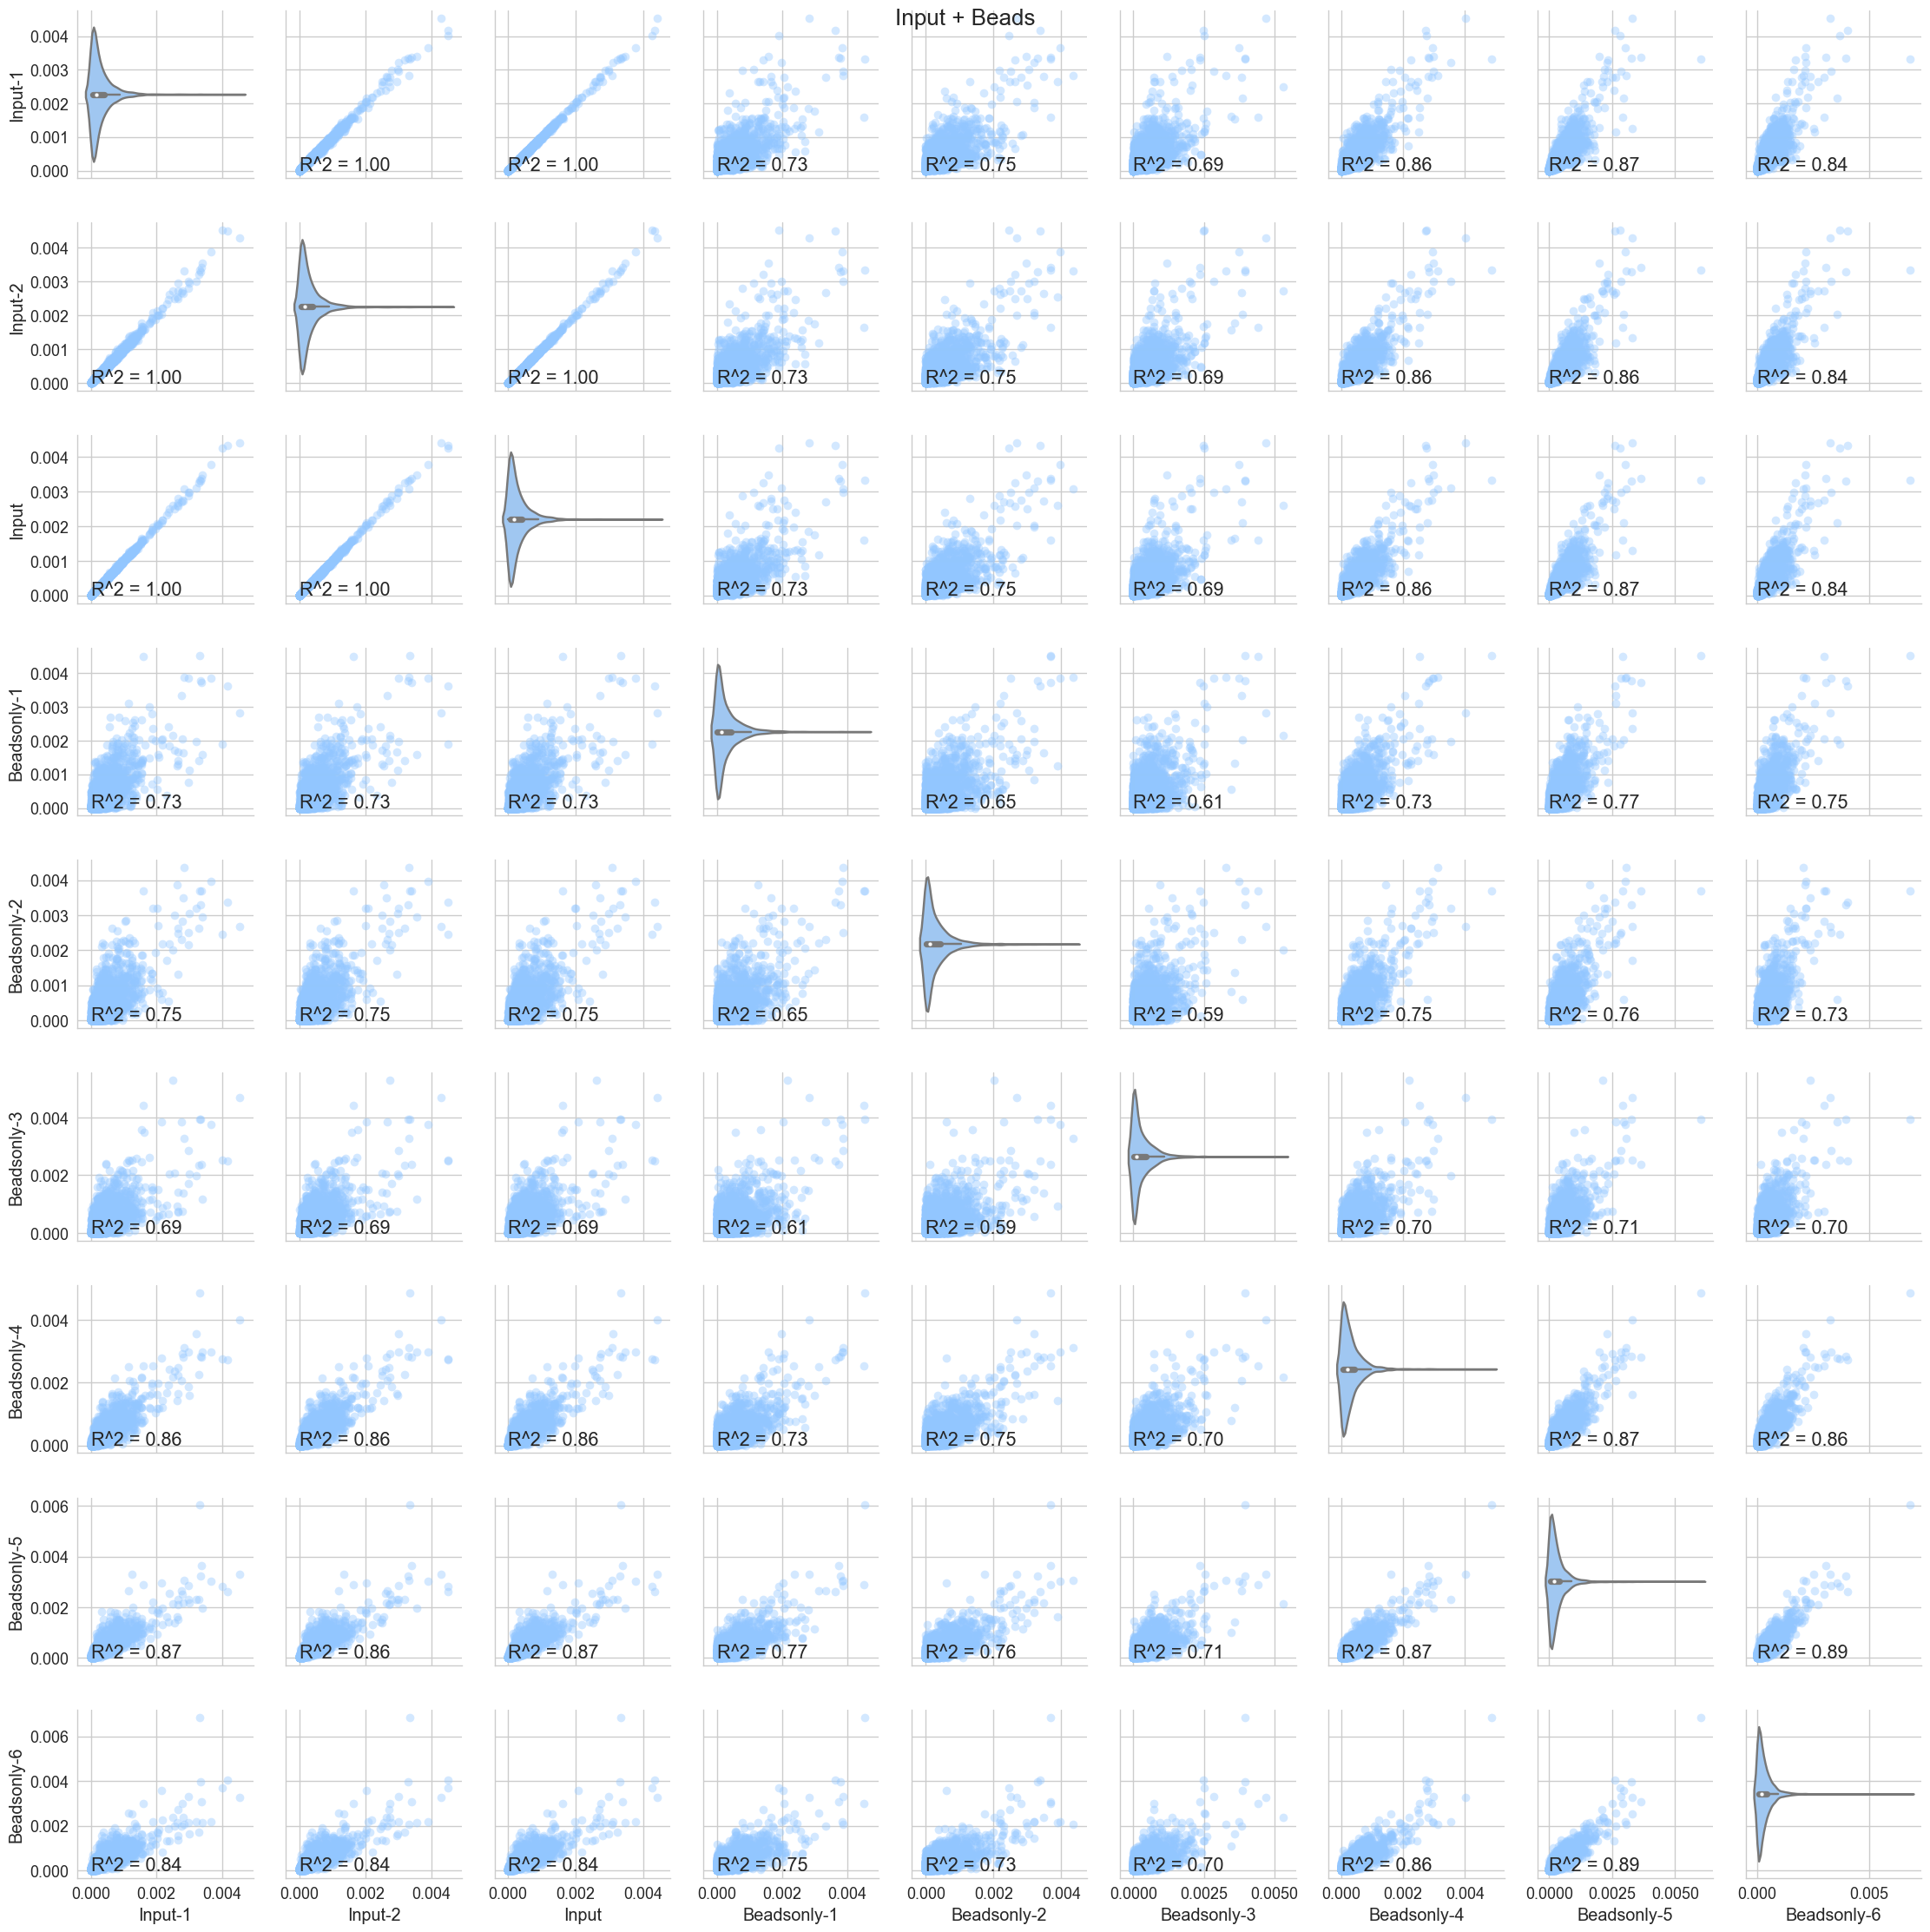 Input + Beads
Input-1
0.004
0.003
0.002
0.001
0.000
R^2 = 1.00
R^2 = 1.00
R^2 = 0.73
R^2 = 0.75
R^2 = 0.69
R^2 = 0.86
R^2 = 0.87
R^2 = 0.84
Input-2
0.004
0.003
0.002
0.001
0.000
R^2 = 1.00
R^2 = 1.00
R^2 = 0.73
R^2 = 0.75
R^2 = 0.69
R^2 = 0.86
R^2 = 0.86
R^2 = 0.84
Input
0.004
0.003
0.002
0.001
0.000
R^2 = 1.00
R^2 = 1.00
R^2 = 0.73
R^2 = 0.75
R^2 = 0.69
R^2 = 0.86
R^2 = 0.87
R^2 = 0.84
Beadsonly-1
0.004
0.003
0.002
0.001
0.000
R^2 = 0.73
R^2 = 0.73
R^2 = 0.73
R^2 = 0.65
R^2 = 0.61
R^2 = 0.73
R^2 = 0.77
R^2 = 0.75
Beadsonly-2
0.004
0.003
0.002
0.001
0.000
R^2 = 0.75
R^2 = 0.75
R^2 = 0.75
R^2 = 0.65
R^2 = 0.59
R^2 = 0.75
R^2 = 0.76
R^2 = 0.73
Beadsonly-3
0.004
0.002
0.000
R^2 = 0.69
R^2 = 0.69
R^2 = 0.69
R^2 = 0.61
R^2 = 0.59
R^2 = 0.70
R^2 = 0.71
R^2 = 0.70
Beadsonly-4
0.004
0.002
0.000
R^2 = 0.86
R^2 = 0.86
R^2 = 0.86
R^2 = 0.73
R^2 = 0.75
R^2 = 0.70
R^2 = 0.87
R^2 = 0.86
Beadsonly-5
0.006
0.004
0.002
0.000
R^2 = 0.87
R^2 = 0.86
R^2 = 0.87
R^2 = 0.77
R^2 = 0.76
R^2 = 0.71
R^2 = 0.87
R^2 = 0.89
Beadsonly-6
0.006
0.004
0.002
0.000
R^2 = 0.84
R^2 = 0.84
R^2 = 0.84
R^2 = 0.75
R^2 = 0.73
R^2 = 0.70
R^2 = 0.86
R^2 = 0.89
0.000 0.002 0.004
0.000 0.002 0.004
0.000 0.002 0.004
0.000 0.002 0.004
0.000 0.002 0.004
0.0000 0.0025 0.0050
0.000 0.002 0.004
0.0000 0.0025 0.0050
0.000 0.005
Input-1
Input-2
Input
Beadsonly-1
Beadsonly-2
Beadsonly-3
Beadsonly-4
Beadsonly-5
Beadsonly-6